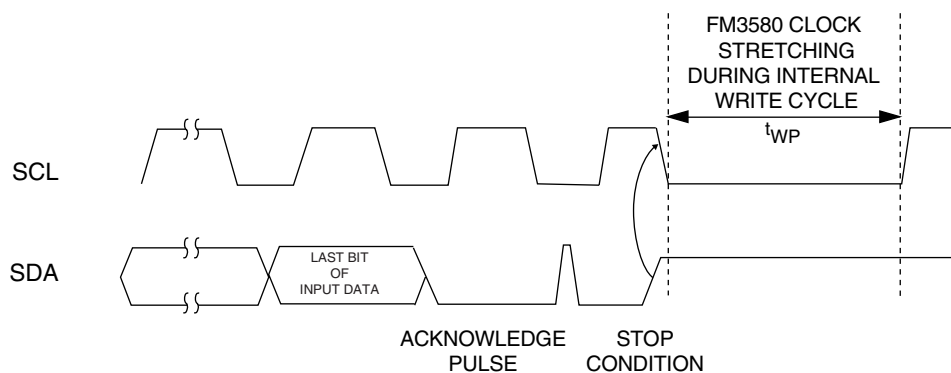 FM3580 CLOCK
STRETCHING
DURING INTERNAL
WRITE CYCLE
tWP
SCL
SDA
LAST BIT
OF
INPUT DATA
ACKNOWLEDGE
PULSE
STOP
CONDITION